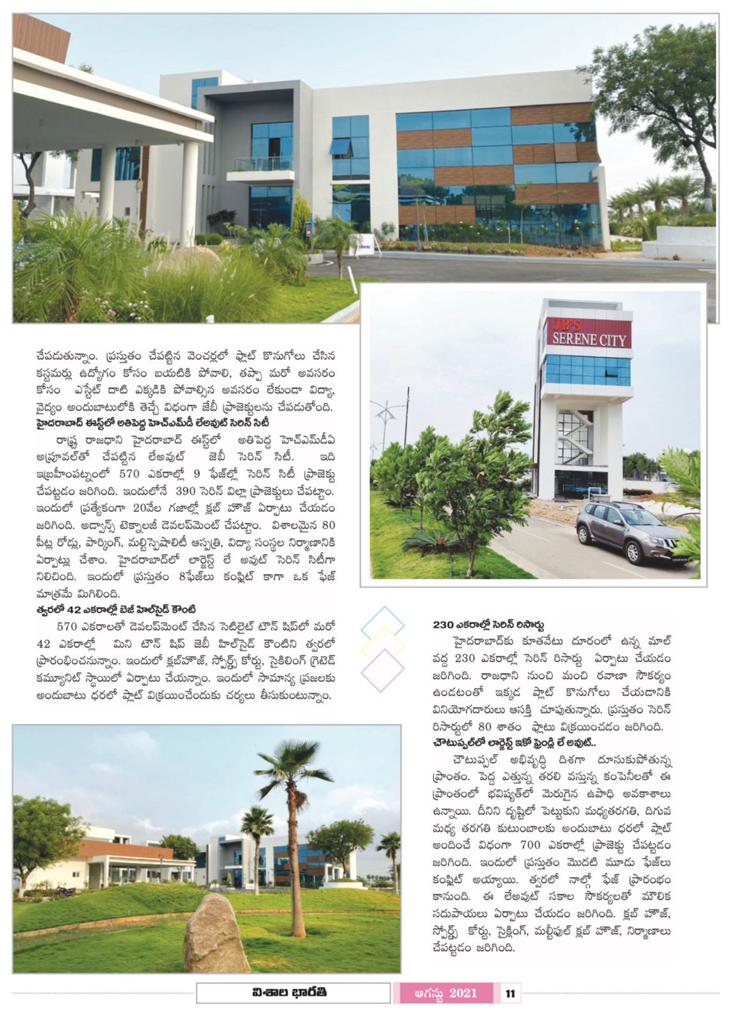 JB'S
SERENE CITY
చేపడుతున్నాం. ప్రస్తుతం చేపట్టిన వెంచర్లలో ఫ్లాట్ కొనుగోలు చేసిన
కస్టమర్లు ఉద్యోగం కోసం బయటికి పోవాలి, తప్పా మరో అవసరం
కోసం ఎస్టేట్ దాటి ఎక్కడికి పోవాల్సిన అవసరం లేకుండా విద్యా,
వైద్యం అందుబాటులోకి తెచ్చే విధంగా జేబీ ప్రాజెక్టులను చేపడుతోంది.
హైదరాబాద్ ఈస్ట్‌లో అతిపెద్ద హెచ్ఎమ్‌డీ లేఅవుట్ సెరిన్ సిటీ
రాష్ట్ర రాజధాని హైదరాబాద్ ఈస్ట్‌లో అతిపెద్ద హెచ్ఎమ్‌డీఏ
అప్రూవల్‌తో చేపట్టిన లేఅవుట్ జెబీ సెరిన్ సిటీ. ఇది
ఇబ్రహీంపట్నంలో 570 ఎకరాల్లో 9 ఫేజ్‌ల్లో సెరిన్ సిటీ ప్రాజెక్టు
చేపట్టడం జరిగింది. ఇందులోనే 390 సెరిన్ విల్లా ప్రాజెక్టులు చేపట్టాం.
ఇందులో ప్రత్యేకంగా 20వేల గజాల్లో క్లబ్ హౌజ్ ఏర్పాటు చేయడం
జరిగింది. అడ్వాన్స్ టెక్నాలజీ డెవలప్‌మెంట్ చేపట్టం. విశాలమైన 80
పీట్ల రోడ్లు, పార్కింగ్, మల్టిస్పెషాలిటీ ఆస్పత్రి, విద్యా సంస్థల నిర్మాణానికి
ఏర్పాట్లు చేశాం. హైదరాబాద్‌లో లార్జెస్ట్ లే అవుట్ సెరిన్ సిటీగా
నిలిచింది. ఇందులో ప్రస్తుతం 8ఫేజ్‌లు కంప్లిట్ కాగా ఒక ఫేజ్
మాత్రమే మిగిలింది.
త్వరలో 42 ఎకరాల్లో జెబీ హిల్‌సైడ్ కౌంటి
570 ఎకరాలతో డెవలప్‌మెంట్ చేసిన సెటిలైట్ టౌన్ షిప్‌లో మరో
42 ఎకరాల్లో మిని టౌన్ షిప్ జెబీ హిల్‌సైడ్ కౌంటిని త్వరలో
ప్రారంభించనున్నాం. ఇందులో క్లబ్‌హౌజ్, స్పోర్ట్స్ కోర్టు, సైకిలింగ్ గ్రెటెడ్
కమ్యూనిటీ స్థాయిలో ఏర్పాటు చేయన్నాం. ఇందులో సామాన్య ప్రజలకు
అందుబాటు ధరలో ప్లాట్ విక్రయించేందుకు చర్యలు తీసుకుంటున్నాం.
230 ఎకరాల్లో సెరిన్ రిసార్టు
హైదరాబాద్‌కు కూతవేటు దూరంలో ఉన్న మాల్
వద్ద 230 ఎకరాల్లో సెరిన్ రిసార్టు ఏర్పాటు చేయడం
జరిగింది. రాజధాని నుంచి మంచి రవాణా సౌకర్యం
ఉండటంతో ఇక్కడ ప్లాట్ కొనుగోలు చేయడానికి
వినియోగదారులు ఆసక్తి చూపుతున్నారు. ప్రస్తుతం సెరిన్
రిసార్టులో 80 శాతం ఫ్లాటు విక్రయించడం జరిగింది.
చౌటుప్పల్‌లో లార్జెస్ట్ ఇకో ఫ్రెండ్లి లే అవుట్..
చౌటుప్పల్ అభివృద్ధి దిశగా దూసుకుపోతున్న
ప్రాంతం. పెద్ద ఎత్తున్న తరలి వస్తున్న కంపెనీలతో ఈ
ప్రాంతంలో భవిష్యత్‌లో మెరుగైన ఉపాధి అవకాశాలు
ఉన్నాయి. దీనిని దృష్టిలో పెట్టుకుని మధ్యతరగతి, దిగువ
మధ్య తరగతి కుటుంబాలకు అందుబాటు ధరలో ప్లాట్
అందించే విధంగా 700 ఎకరాల్లో ప్రాజెక్టు చేపట్టడం
జరిగింది. ఇందులో ప్రస్తుతం మొదటి మూడు ఫేజ్‌లు
కంప్లిట్ అయ్యాయి. త్వరలో నాల్గో ఫేజ్ ప్రారంభం
కానుంది. ఈ లేఅవుట్ సకాల సౌకర్యలతో మౌలిక
సదుపాయలు ఏర్పాటు చేయడం జరిగింది. క్లబ్ హౌజ్,
స్పోర్ట్స్ కోర్టు, సైక్లింగ్, మల్టీఫుల్ క్లబ్ హౌజ్, నిర్మాణాలు
చేపట్టడం జరిగింది.
విశాల భారతి
ఆగస్టు 2021
11